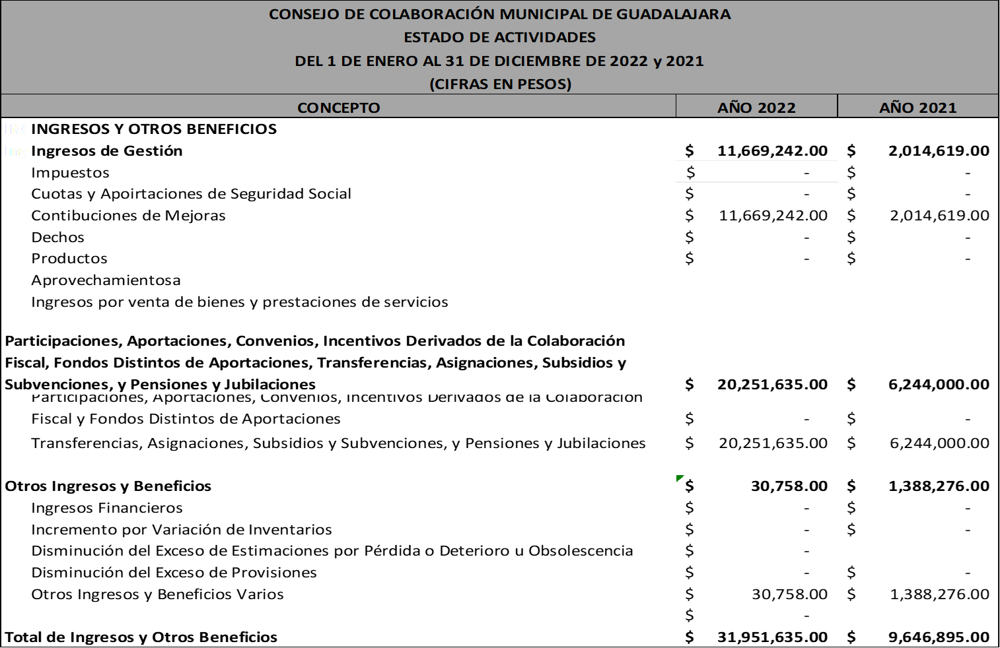 CONSEJO DE COLABORACIÓN MUNICIPAL DE GUADALAJARA
ESTADO DE ACTIVIDADES
DEL 1 DE ENERO AL 31 DE DICIEMBRE DE 2022 y 2021
(CIFRAS EN PESOS)
CONCEPTO AÑO 2022 AÑO 2021
INGRESOS Y OTROS BENEFICIOS
Ingresos de Gestión $ 11,669,242.00 $ 2,014,619.00
Impuestos $ - $ -
Cuotas y Apoirtaciones de Seguridad Social $ - $ -
Contibuciones de Mejoras $ 11,669,242.00 $ 2,014,619.00
Dechos $ - $ -
Productos $ - $ -
Aprovechamientosa
Ingresos por venta de bienes y prestaciones de servicios
Participaciones, Aportaciones, Convenios, Incentivos Derivados de la Colaboración
Fiscal, Fondos Distintos de Aportaciones, Transferencias, Asignaciones, Subsidios y
Subvenciones, y Pensiones y Jubilaciones $ 20,251,635.00 $ 6,244,000.00
Participaciones, Aportaciones, Convenios, Incentivos Derivados de la Colaboración
Fiscal y Fondos Distintos de Aportaciones $ - $ -
Transferencias, Asignaciones, Subsidios y Subvenciones, y Pensiones y Jubilaciones $ 20,251,635.00 $ 6,244,000.00
Otros Ingresos y Beneficios $ 30,758.00 $ 1,388,276.00
Ingresos Financieros $ - $ -
Incremento por Variación de Inventarios $ - $ -
Disminución del Exceso de Estimaciones por Pérdida o Deterioro u Obsolescencia $ -
Disminución del Exceso de Provisiones $ - $ -
Otros Ingresos y Beneficios Varios $ 30,758.00 $ 1,388,276.00
$ -
Total de Ingresos y Otros Beneficios $ 31,951,635.00 $ 9,646,895.00